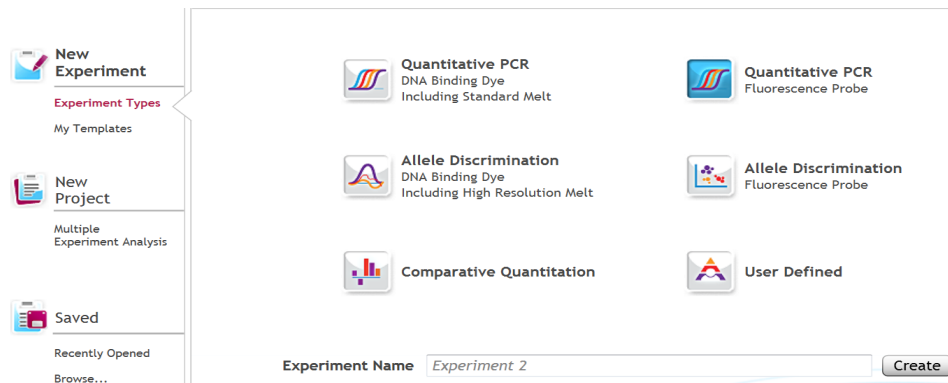 New
Experiment
Experiment Types
My Templates
New
Project
Multiple
Experiment Analysis
Saved
Recently Opened
Browse...
Quantitative PCR
DNA Binding Dye
Including Standard Melt
Quantitative PCR
Fluorescence Probe
Allele Discrimination
DNA Binding Dye
Including High Resolution Melt
Allele Discrimination
Fluorescence Probe
Comparative Quantitation
User Defined
Experiment Name Experiment 2 Create